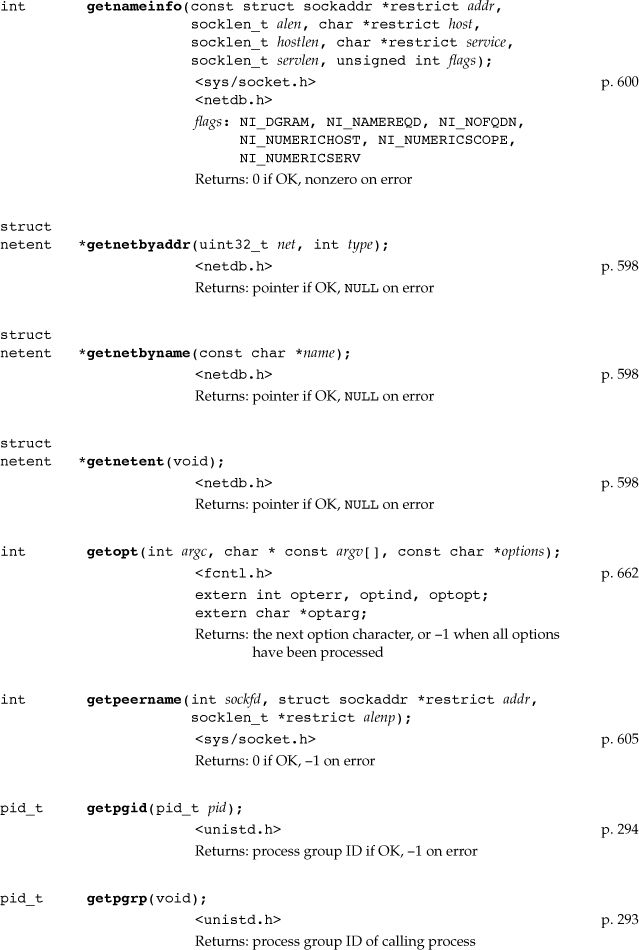 int getnameinfo(const struct sockaddr *restrict addr,
socklen_t alen, char *restrict host,
socklen_t hostlen, char *restrict service,
socklen_t servlen, unsigned int flags);
<sys/socket.h> p. 600
<netdb.h>
flags: NI_DGRAM, NI_NAMEREQD, NI_NOFQDN,
NI_NUMERICHOST, NI_NUMERICSCOPE,
NI_NUMERICSERV
Returns: 0 if OK, nonzero on error
struct
netent *getnetbyaddr(uint32_t net, int type);
<netdb.h> p. 598
Returns: pointer if OK, NULL on error
struct
netent *getnetbyname(const char *name);
<netdb.h> p. 598
Returns: pointer if OK, NULL on error
struct
netent *getnetent(void);
<netdb.h> p. 598
Returns: pointer if OK, NULL on error
int getopt(int argc, char * const argv[], const char *options);
<fcntl.h> p. 662
extern int opterr, optind, optopt;
extern char *optarg;
Returns: the next option character, or –1 when all options
have been processed
int getpeername(int sockfd, struct sockaddr *restrict addr,
socklen_t *restrict alenp);
<sys/socket.h> p. 605
Returns: 0 if OK, –1 on error
pid_t getpgid(pid_t pid);
<unistd.h> p. 294
Returns: process group ID if OK, –1 on error
pid_t getpgrp(void);
<unistd.h> p. 293
Returns: process group ID of calling process